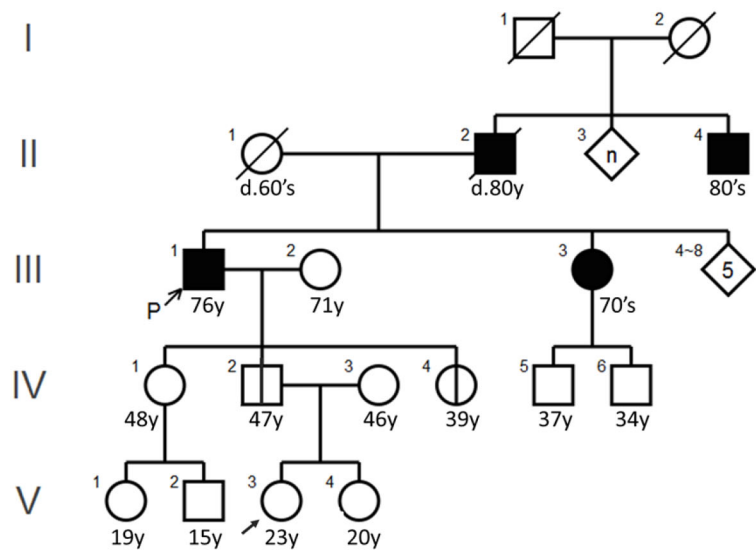 I
1 2
II
1 2 3 n 4
d.60's d.80y 80's
III
1 2 3 4~8 5
P 76y 71y 70's
IV
1 2 3 4 5 6
48y 47y 46y 39y 37y 34y
V
1 2 3 4
19y 15y 23y 20y